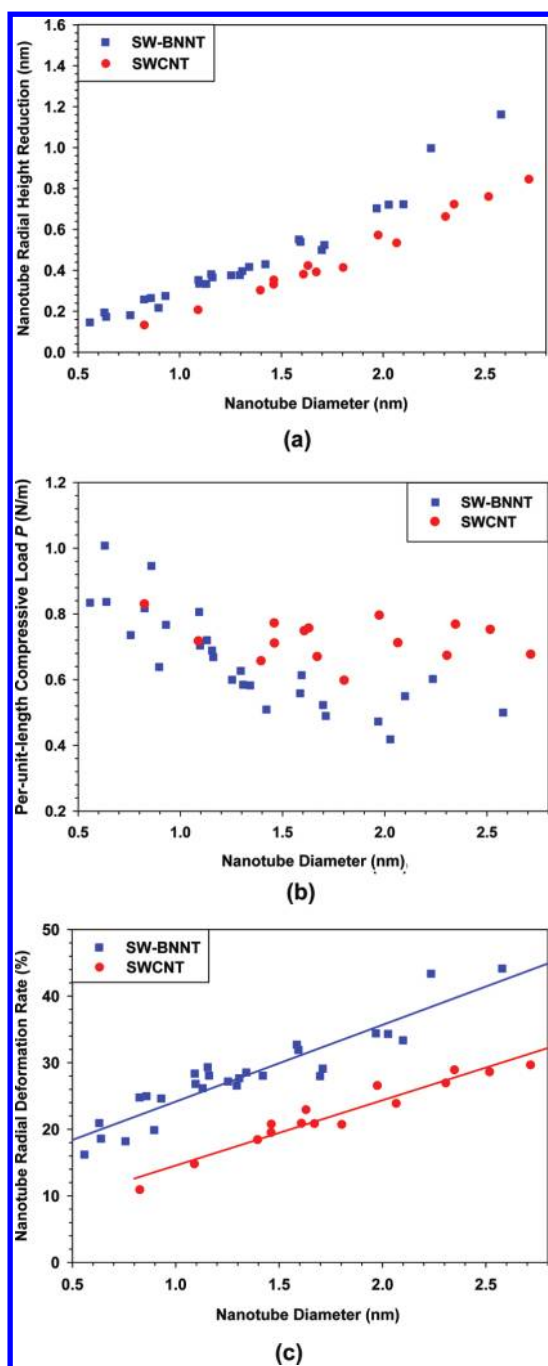 1.6
1.4
1.2
1.0
0.8
0.6
0.4
0.2
0.0
Nanotube Radial Height Reduction (nm)
SW-BNNT
SWCNT
0.5 1.0 1.5 2.0 2.5
Nanotube Diameter (nm)
(a)
1.2
1.0
0.8
0.6
0.4
0.2
Per-unit-length Compressive Load P (N/m)
SW-BNNT
SWCNT
0.5 1.0 1.5 2.0 2.5
Nanotube Diameter (nm)
(b)
50
40
30
20
10
0
Nanotube Radial Deformation Rate (%)
SW-BNNT
SWCNT
0.5 1.0 1.5 2.0 2.5
Nanotube Diameter (nm)
(c)